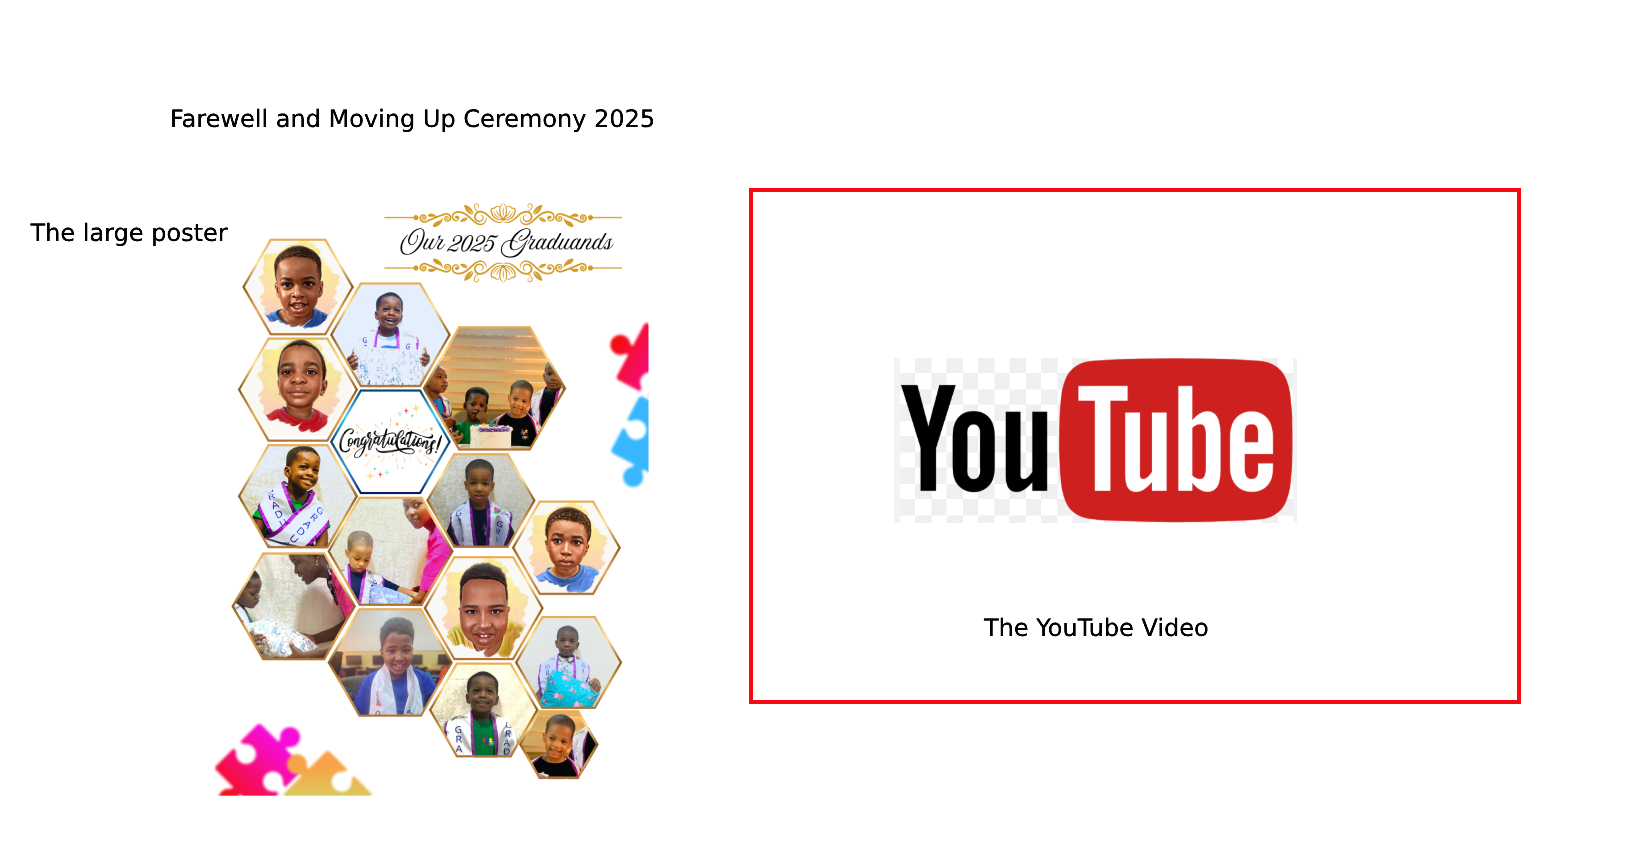 Farewell and Moving Up Ceremony 2025
The large poster
Our 2025 Graduands
Congratulations!
YouTube
The YouTube Video